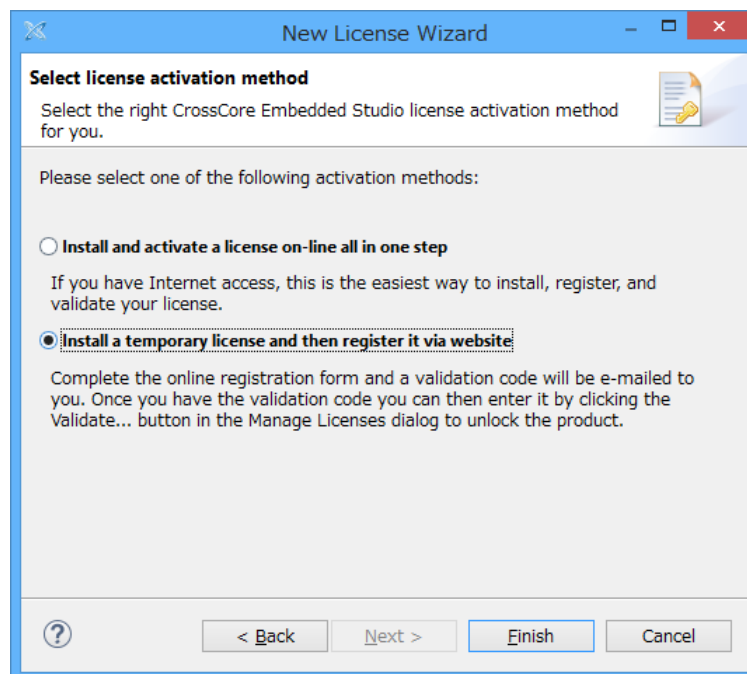 New License Wizard
Select license activation method
Select the right CrossCore Embedded Studio license activation method
for you.
Please select one of the following activation methods:
Install and activate a license on-line all in one step
If you have Internet access, this is the easiest way to install, register, and
validate your license.
Install a temporary license and then register it via website
Complete the online registration form and a validation code will be e-mailed to
you. Once you have the validation code you can then enter it by clicking the
Validate... button in the Manage Licenses dialog to unlock the product.
? < Back Next > Finish Cancel